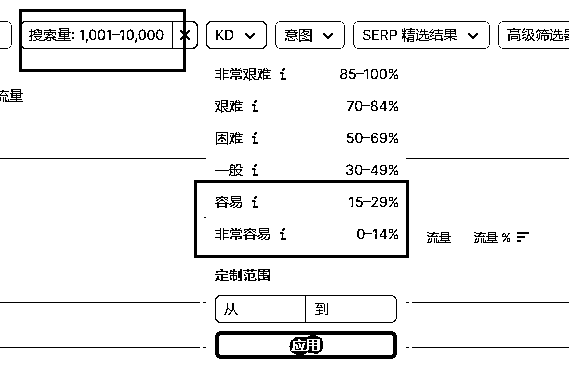 搜索量: 1,001–10,000 × KD 意图 SERP 精选结果 高级筛选器
流量
非常艰难 i 85–100%
艰难 i 70–84%
困难 i 50–69%
一般 i 30–49%
容易 i 15–29%
非常容易 i 0–14%
流量 流量 %
定制范围
从 到
应用